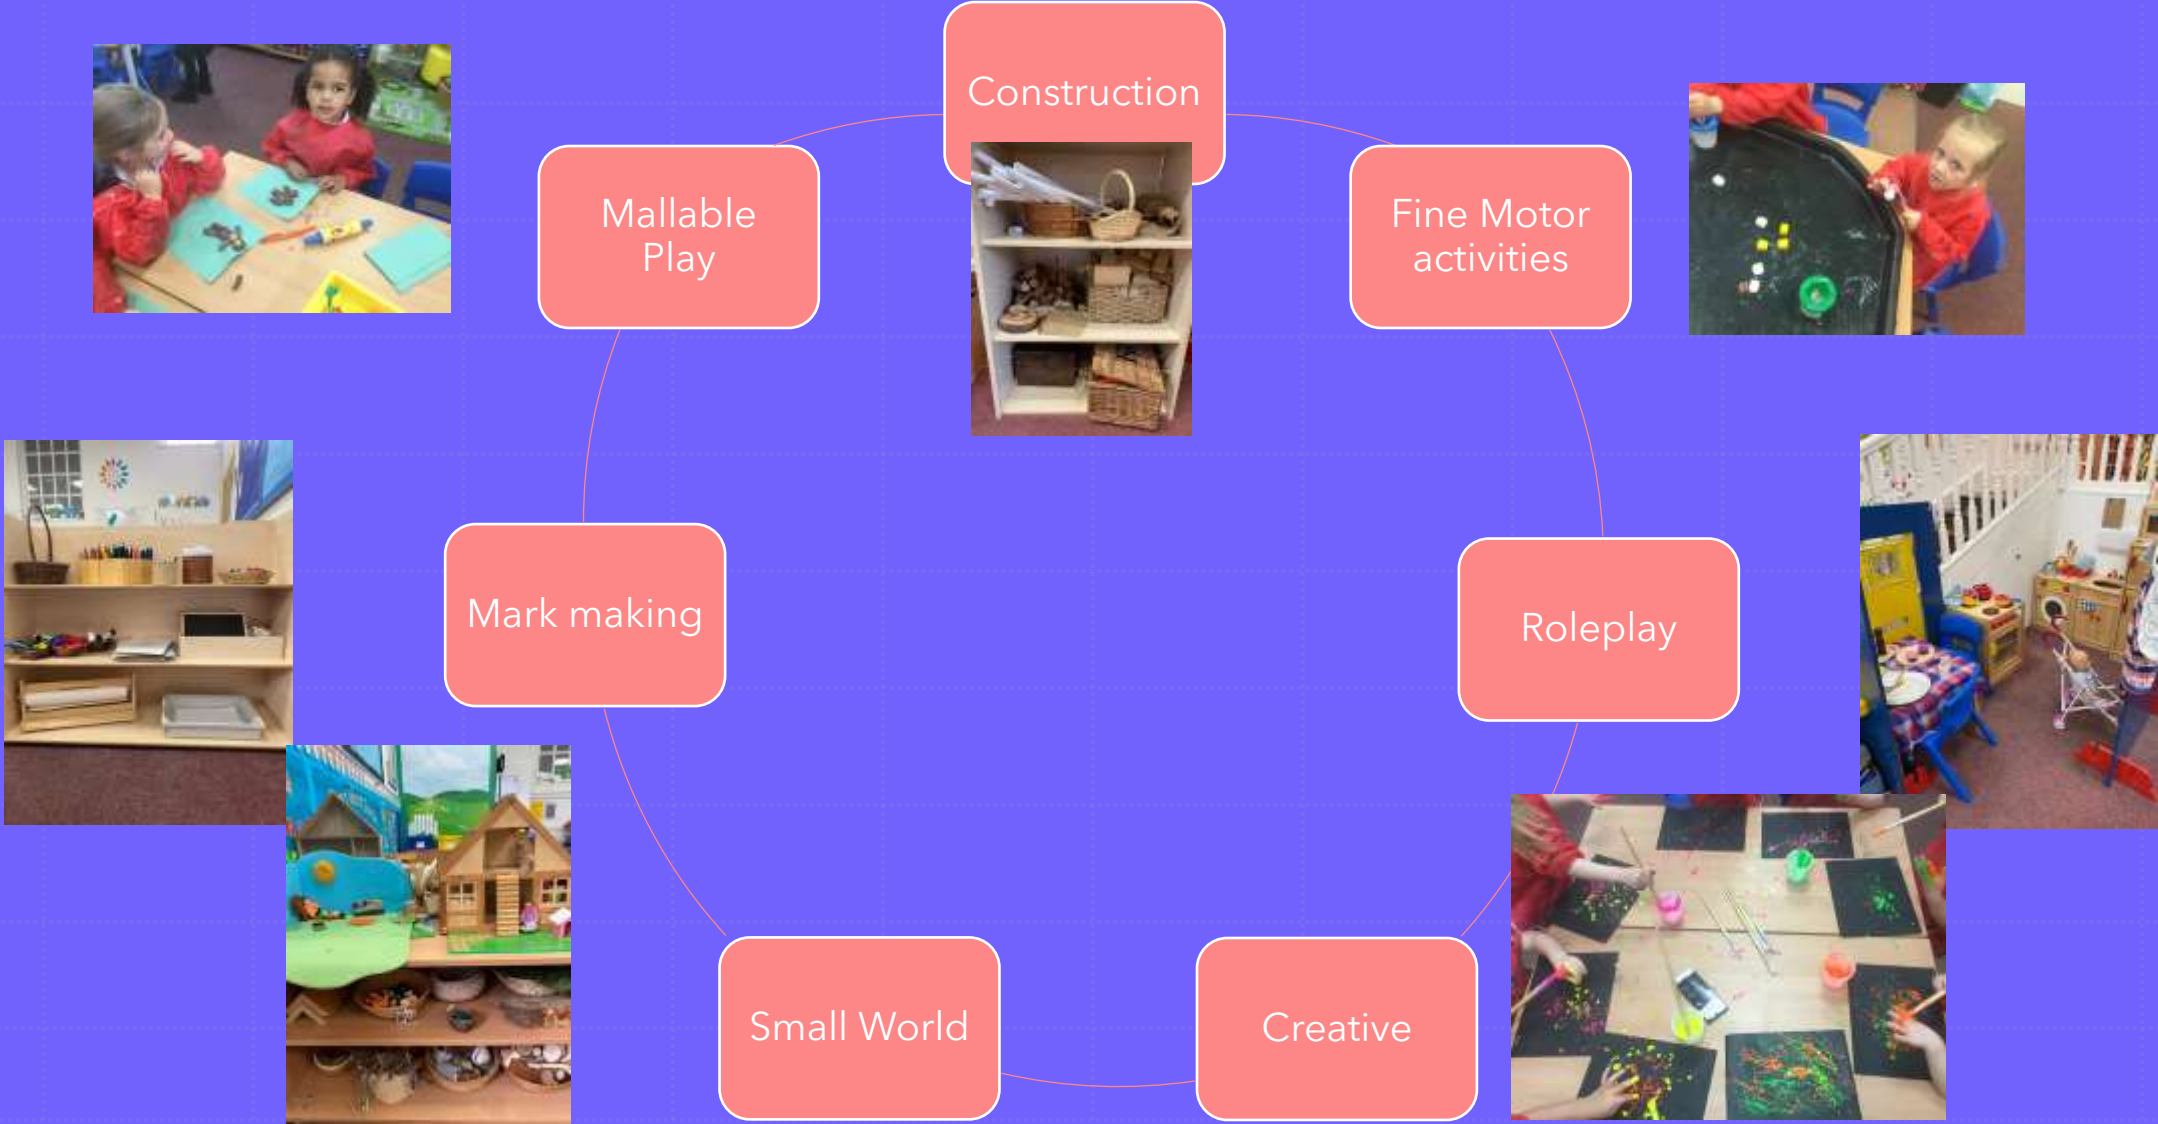 Construction
Mallable
Play
Fine Motor
activities
Mark making
Roleplay
Small World
Creative